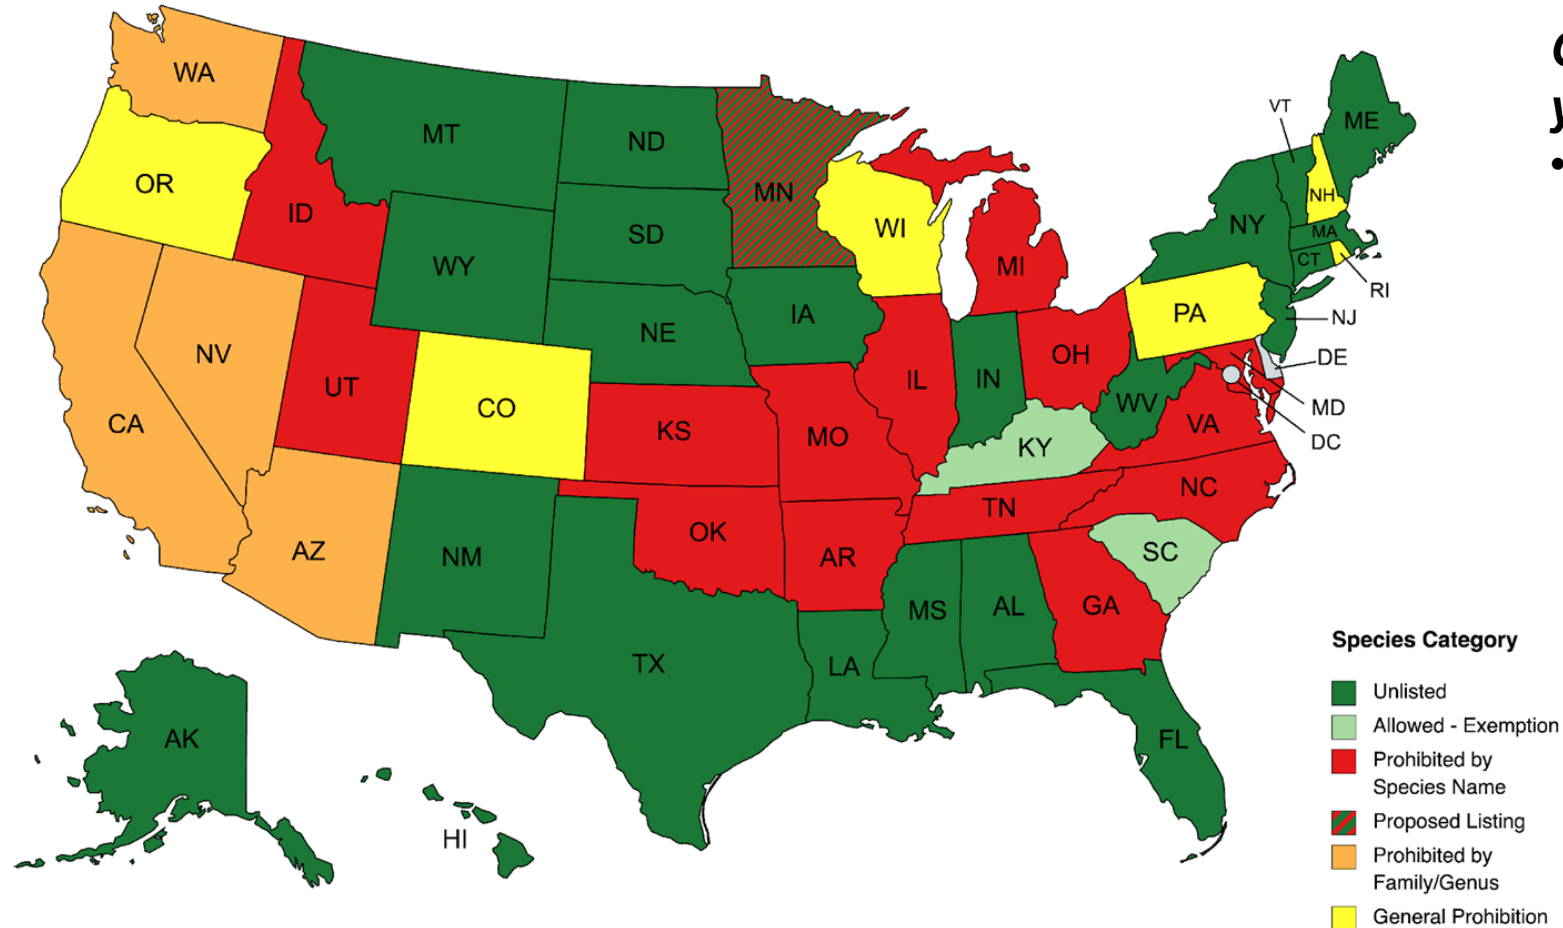 WA
MT
ND
MN
VT
ME
OR
ID
WY
SD
WI
MI
NY
NH
MA
CT
RI
NV
UT
CO
NE
IA
IL
IN
OH
PA
NJ
DE
CA
KS
MO
KY
WV
VA
MD
DC
AZ
NM
OK
AR
TN
NC
SC
TX
LA
MS
AL
GA
FL
AK
HI
Species Category
Unlisted
Allowed - Exemption
Prohibited by
Species Name
Proposed Listing
Prohibited by
Family/Genus
General Prohibition